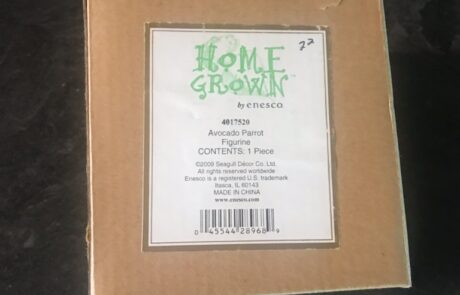 22
HOME
GROWN™
by enesco.
4017520
Avocado Parrot
Figurine
CONTENTS: 1 Piece
©2009 Seagull Décor Co. Ltd.
All rights reserved worldwide
Enesco is a registered U.S. trademark
Itasca, IL 60143
MADE IN CHINA
www.enesco.com
0 45544 28968 9